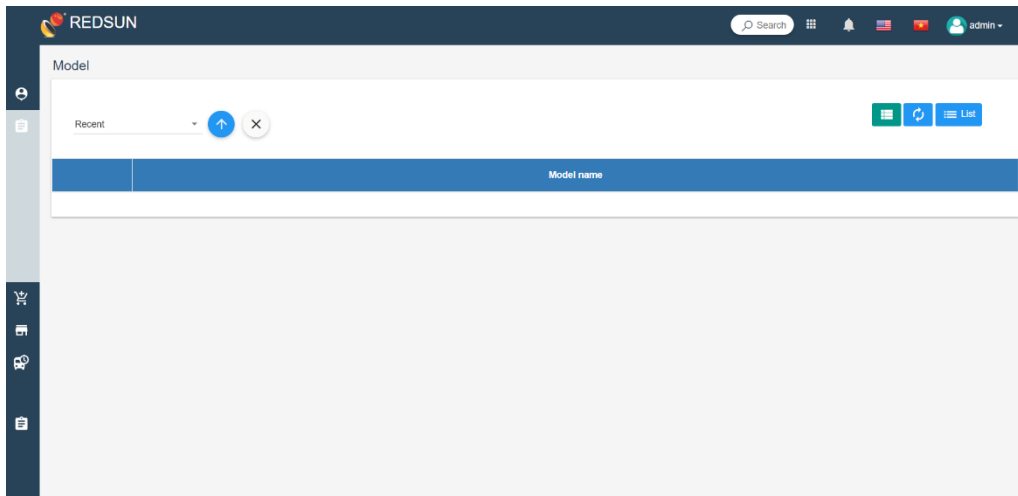 REDSUN
Search
admin
Model
Recent
List
Model name